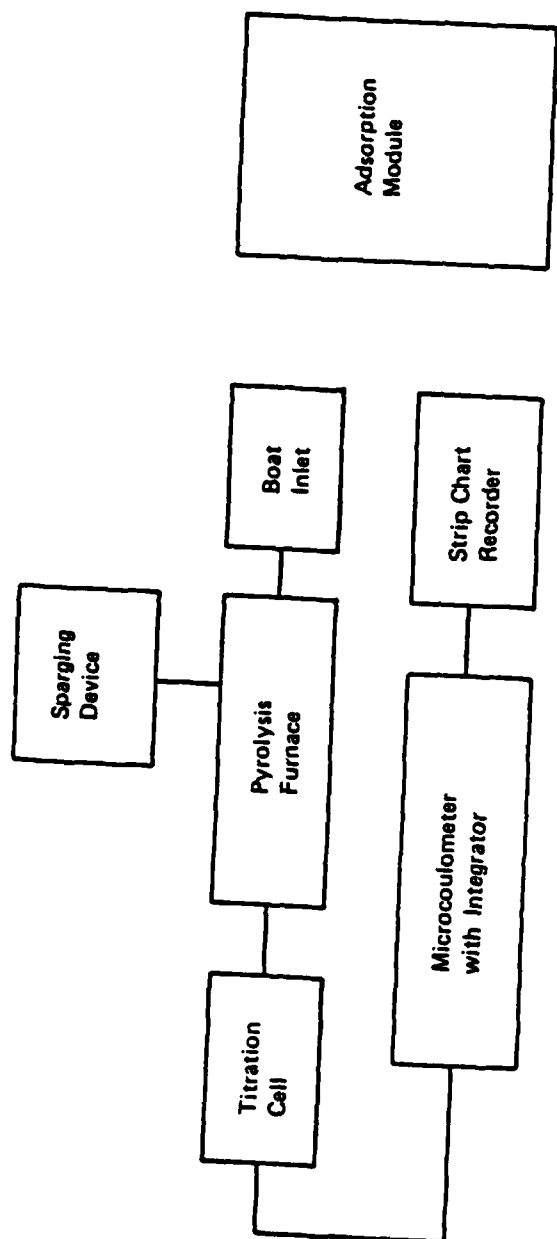 Sparging
Device
Titration
Cell
Pyrolysis
Furnace
Boat
Inlet
Adsorption
Module
Microcoulometer
with Integrator
Strip Chart
Recorder